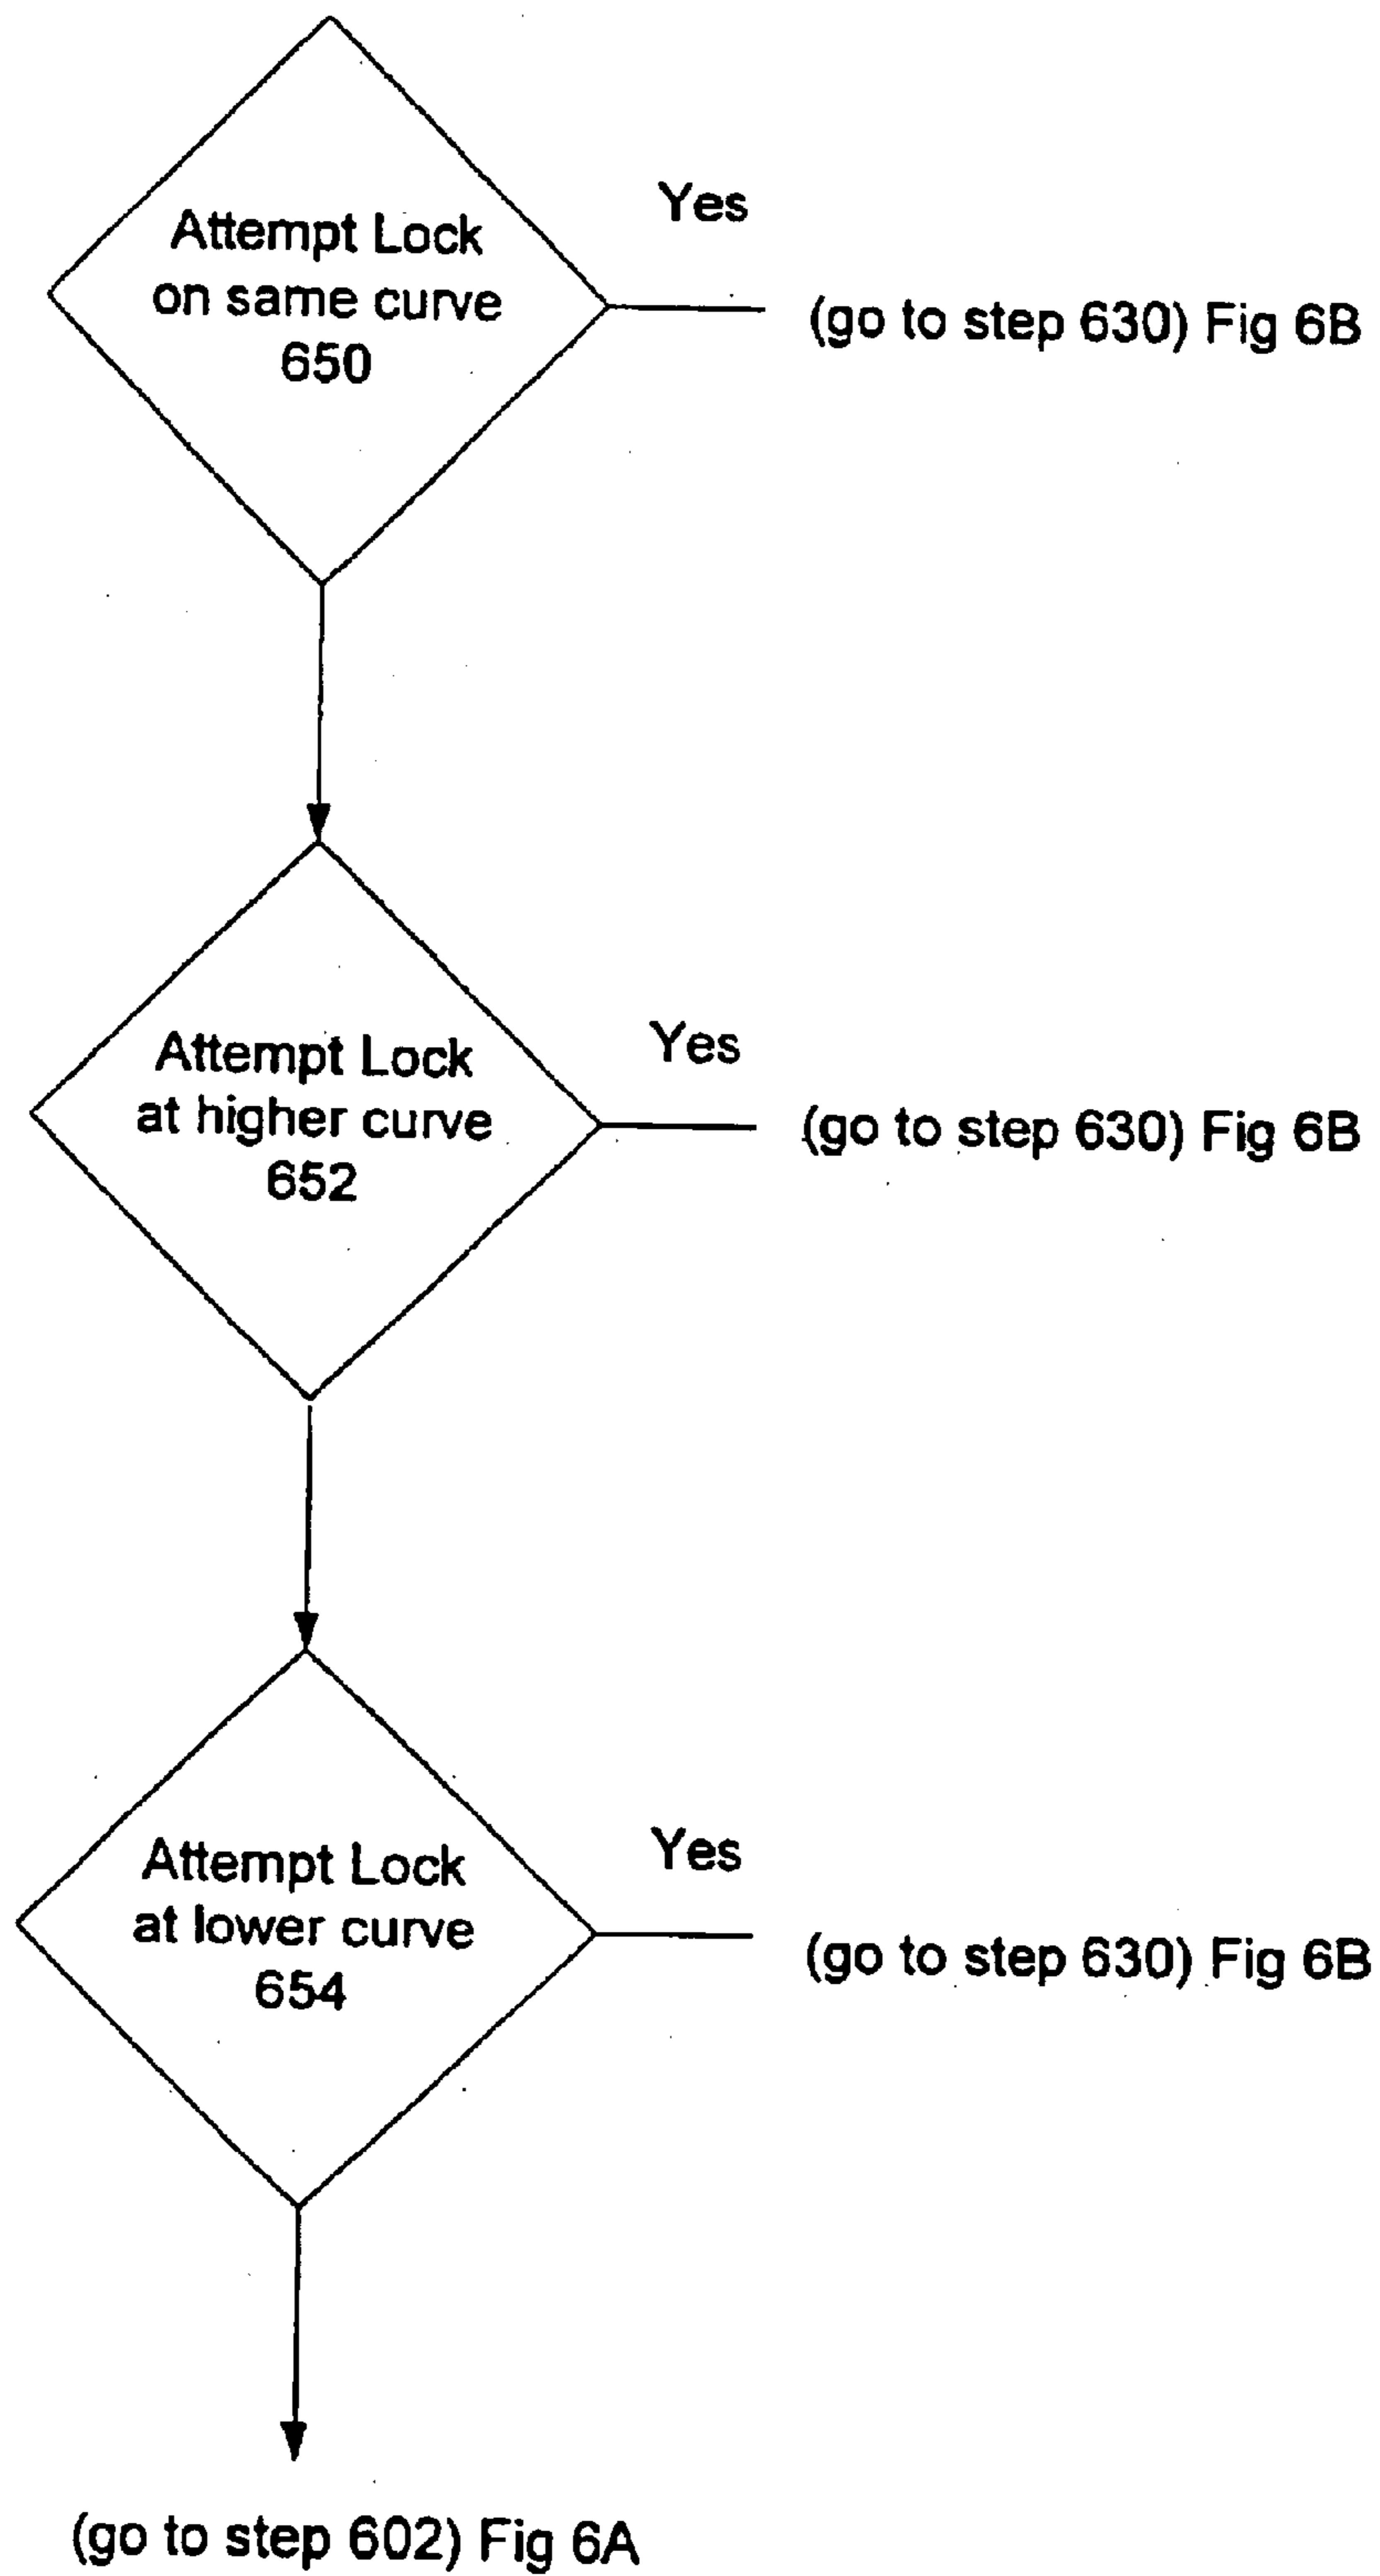 Attempt Lock
on same curve
650
Yes
(go to step 630) Fig 6B
Attempt Lock
at higher curve
652
Yes
(go to step 630) Fig 6B
Attempt Lock
at lower curve
654
Yes
(go to step 630) Fig 6B
(go to step 602) Fig 6A